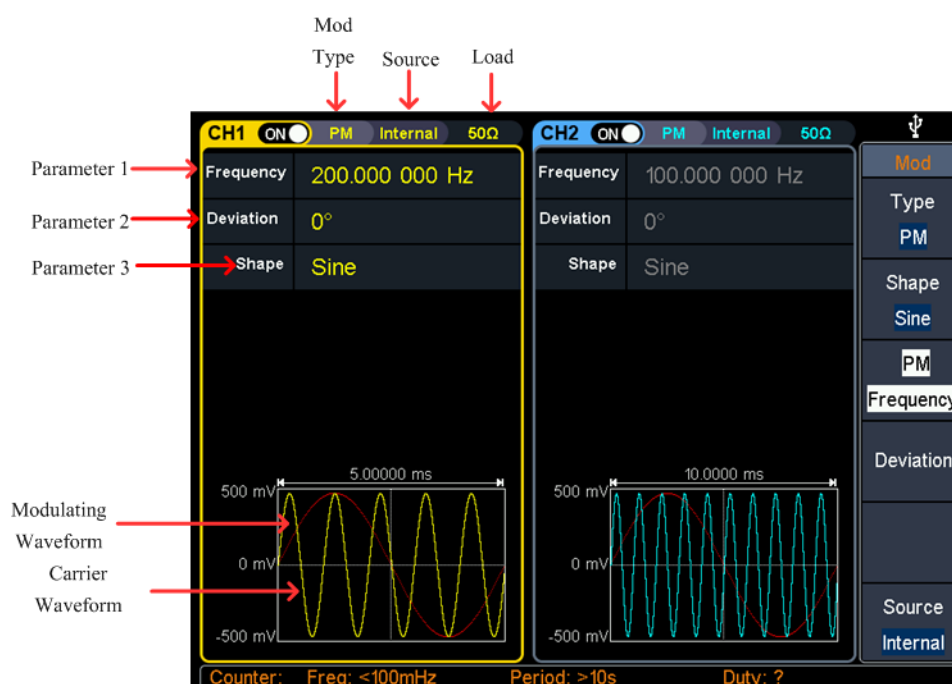 Mod
Type
Source
Load
CH1 ON PM Internal 50Ω
CH2 ON PM Internal 50Ω
Parameter 1
Frequency 200.000 000 Hz
Frequency 100.000 000 Hz
Parameter 2
Deviation 0°
Deviation 0°
Parameter 3
Shape Sine
Shape Sine
Mod
Type
PM
Shape
Sine
PM
Frequency
Deviation
Source
Internal
5.00000 ms
500 mV
0 mV
-500 mV
10.0000 ms
500 mV
0 mV
-500 mV
Modulating
Waveform
Carrier
Waveform
Counter: Freq: <100mHz Period: >10s Duty: ?